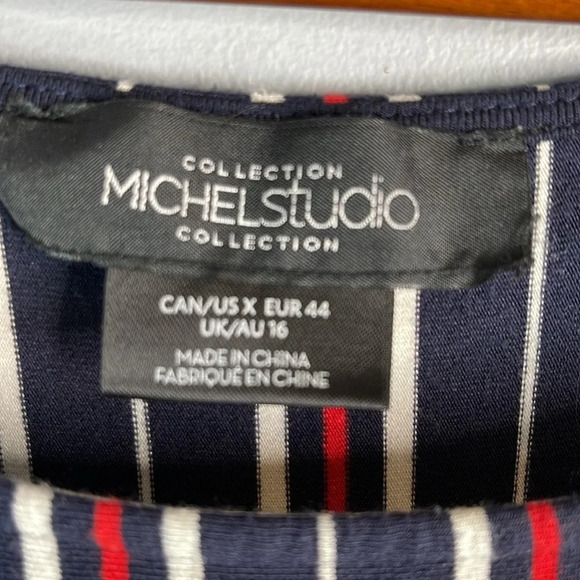 COLLECTION
MICHELstudio
COLLECTION
CAN/US X EUR 44
UK/AU 16
MADE IN CHINA
FABRIQUÉ EN CHINE